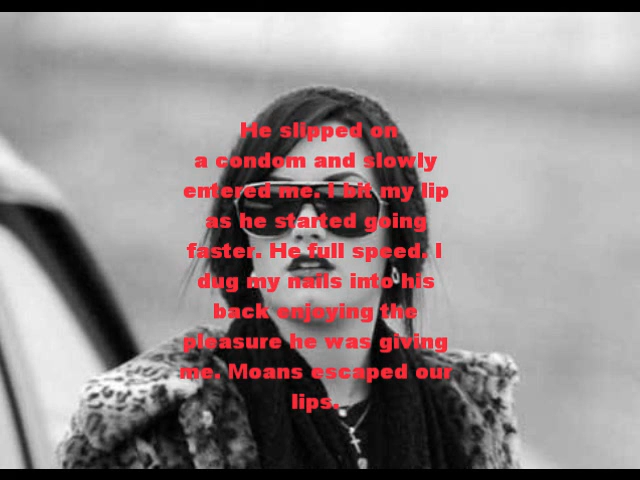 He slipped on
a condom and slowly
entered me. I bit my lip
as he started going
faster. He full speed. I
dug my nails into his
back enjoying the
pleasure he was giving
me. Moans escaped our
lips.